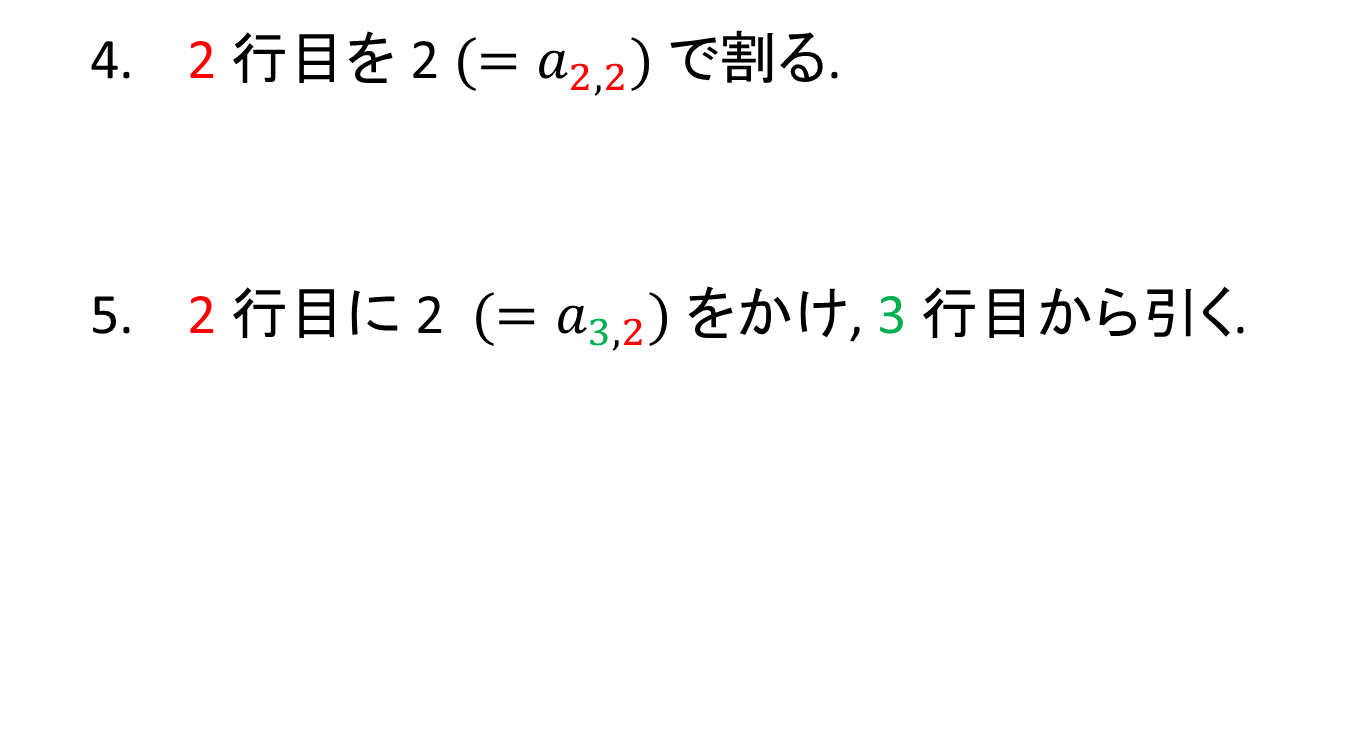 4. 2 行目を 2 (= a2,2) で割る.
5. 2 行目に 2 (= a3,2) をかけ, 3 行目から引く.